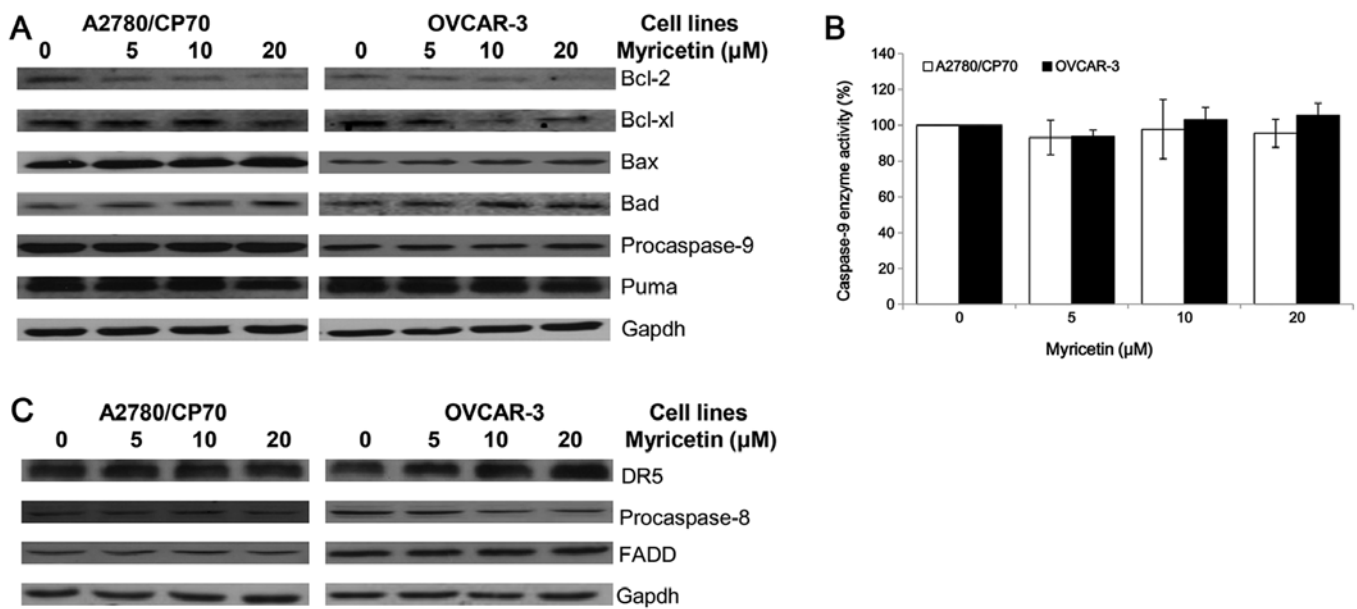 A
A2780/CP70 OVCAR-3 Cell lines
0 5 10 20 0 5 10 20 Myricetin (µM)
Bcl-2
Bcl-xl
Bax
Bad
Procaspase-9
Puma
Gapdh
B
140
120
100
80
60
40
20
0
Caspase-9 enzyme activity (%)
A2780/CP70 OVCAR-3
0 5 10 20
Myricetin (µM)
C
A2780/CP70 OVCAR-3 Cell lines
0 5 10 20 0 5 10 20 Myricetin (µM)
DR5
Procaspase-8
FADD
Gapdh